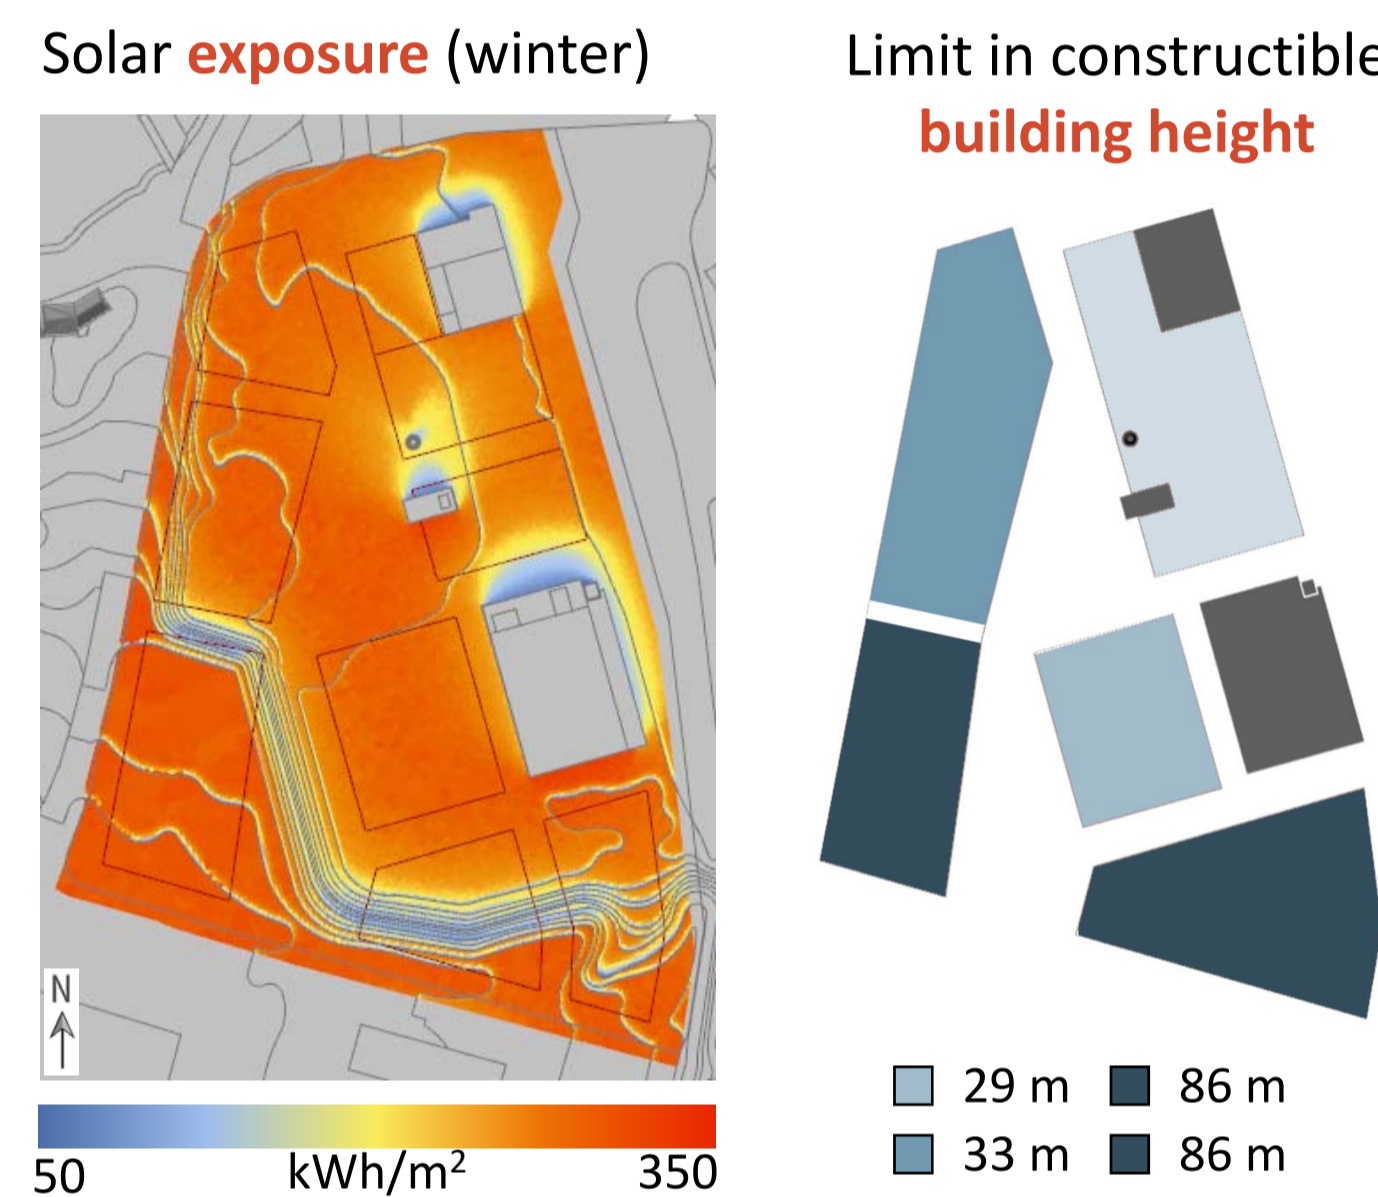 Solar exposure (winter)
Limit in constructible
building height
N
50 kWh/m² 350
29 m 86 m
33 m 86 m